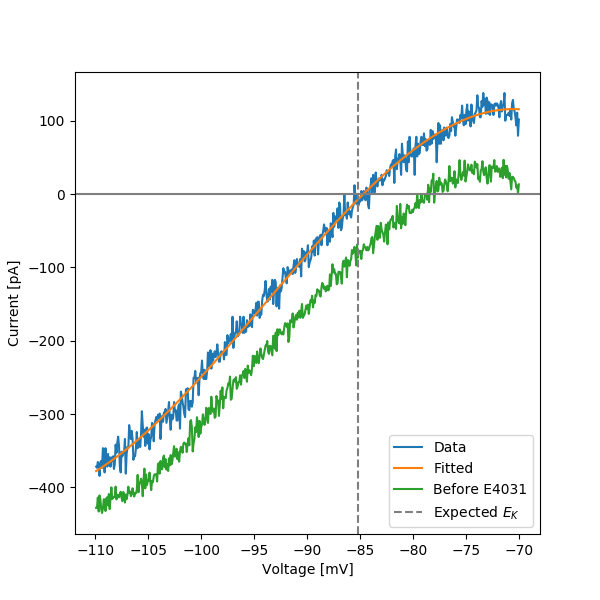 100
0
−100
−200
−300
−400
Current [pA]
−110 −105 −100 −95 −90 −85 −80 −75 −70
Voltage [mV]
Data
Fitted
Before E4031
Expected E_K